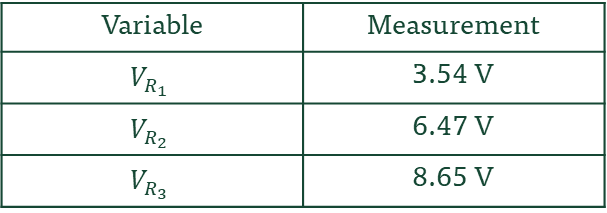 Variable Measurement
V_{R_1} 3.54 V
V_{R_2} 6.47 V
V_{R_3} 8.65 V